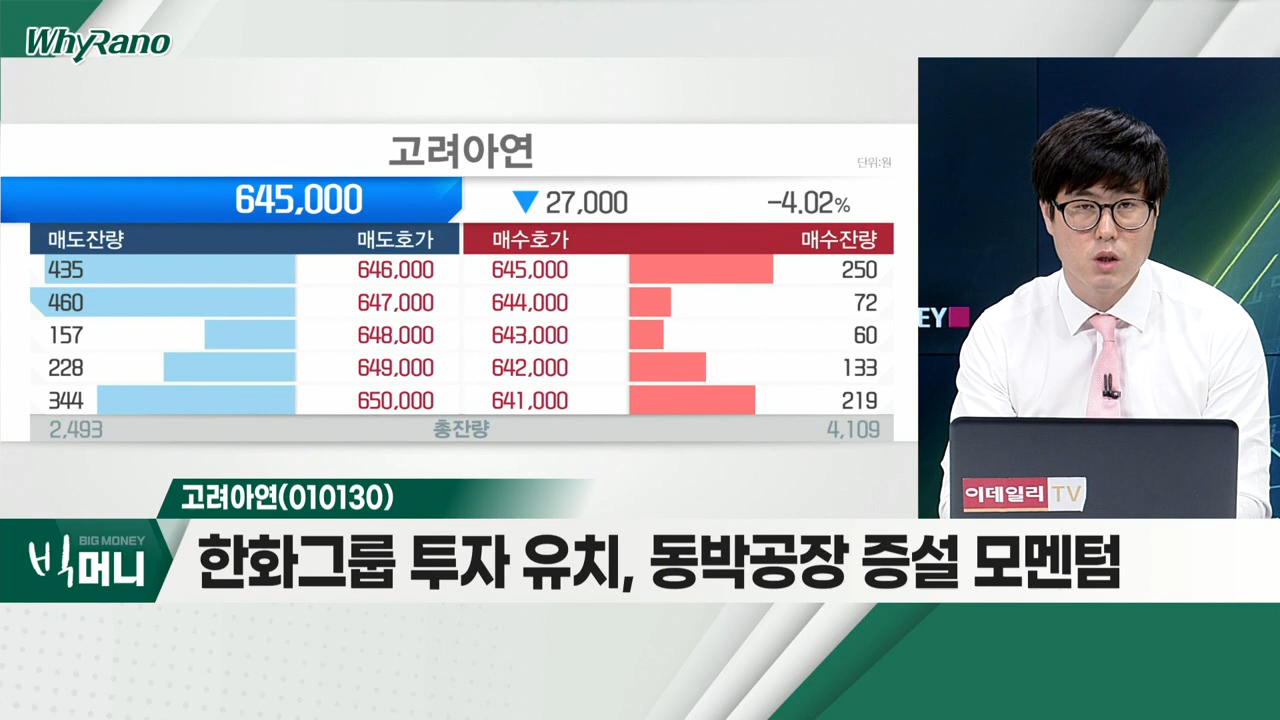 WhyRano
고려아연
단위:원
645,000 ▼ 27,000 -4.02%
매도잔량 매도호가 매수호가 매수잔량
435 646,000 645,000 250
460 647,000 644,000 72
157 648,000 643,000 60
228 649,000 642,000 133
344 650,000 641,000 219
2,493 총잔량 4,109
EY
이데일리 TV
고려아연(010130)
BIG MONEY
빅머니
한화그룹 투자 유치, 동박공장 증설 모멘텀